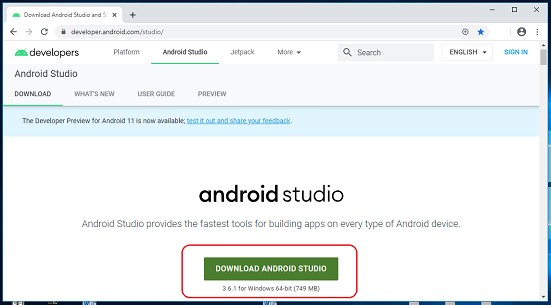 Download Android Studio and S
developer.android.com/studio/
developers Platform Android Studio Jetpack More Search ENGLISH SIGN IN
Android Studio
DOWNLOAD WHAT'S NEW USER GUIDE PREVIEW
The Developer Preview for Android 11 is now available; test it out and share your feedback.
android studio
Android Studio provides the fastest tools for building apps on every type of Android device.
DOWNLOAD ANDROID STUDIO
3.6.1 for Windows 64-bit (749 MB)